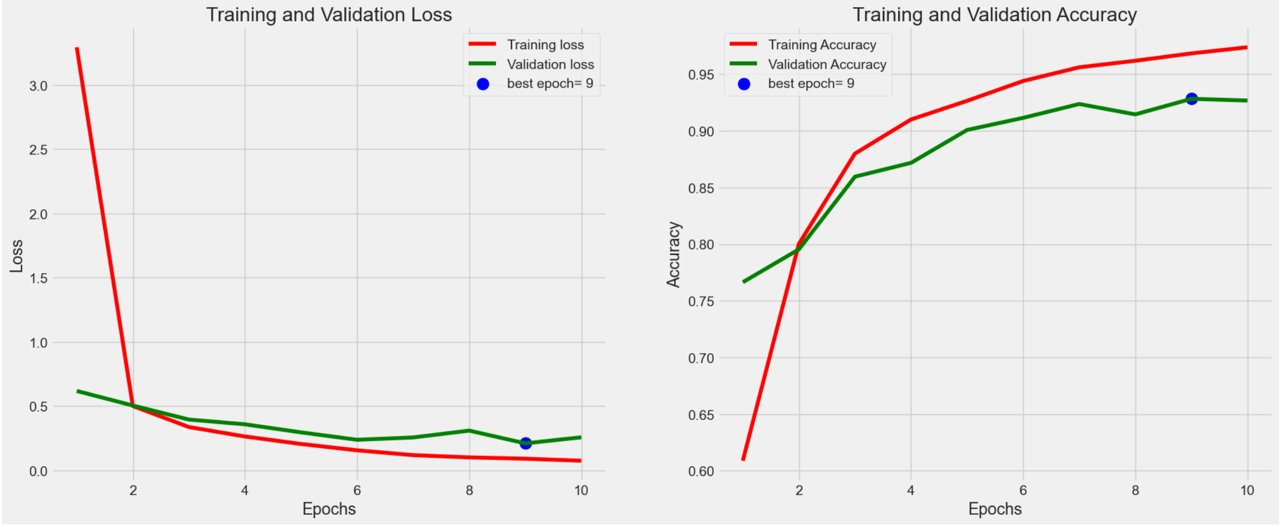 Training and Validation Loss
Training loss
Validation loss
best epoch= 9
Loss
3.0
2.5
2.0
1.5
1.0
0.5
0.0
2
4
6
8
10
Epochs
Training and Validation Accuracy
Training Accuracy
Validation Accuracy
best epoch= 9
Accuracy
0.95
0.90
0.85
0.80
0.75
0.70
0.65
0.60
2
4
6
8
10
Epochs